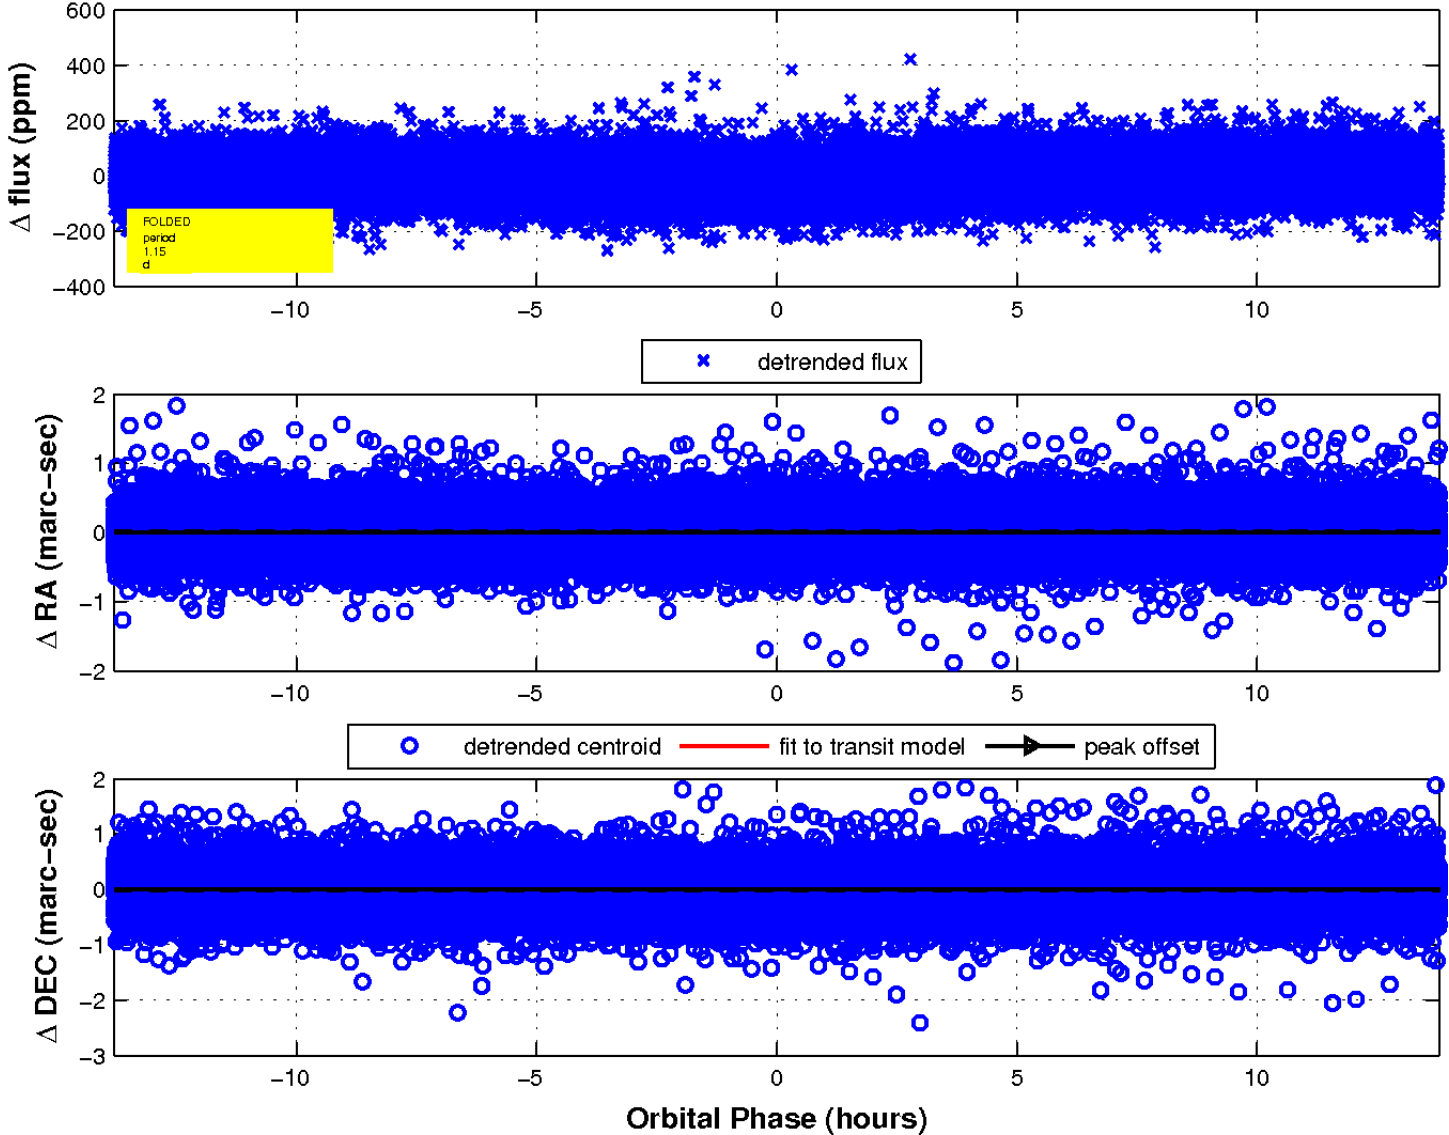 600
400
200
0
−200
−400
Δ flux (ppm)
FOLDED
period
1.15
d
−10 −5 0 5 10
detrended flux
2
1
0
−1
−2
Δ RA (marc−sec)
−10 −5 0 5 10
detrended centroid fit to transit model peak offset
2
1
0
−1
−2
−3
Δ DEC (marc−sec)
−10 −5 0 5 10
Orbital Phase (hours)